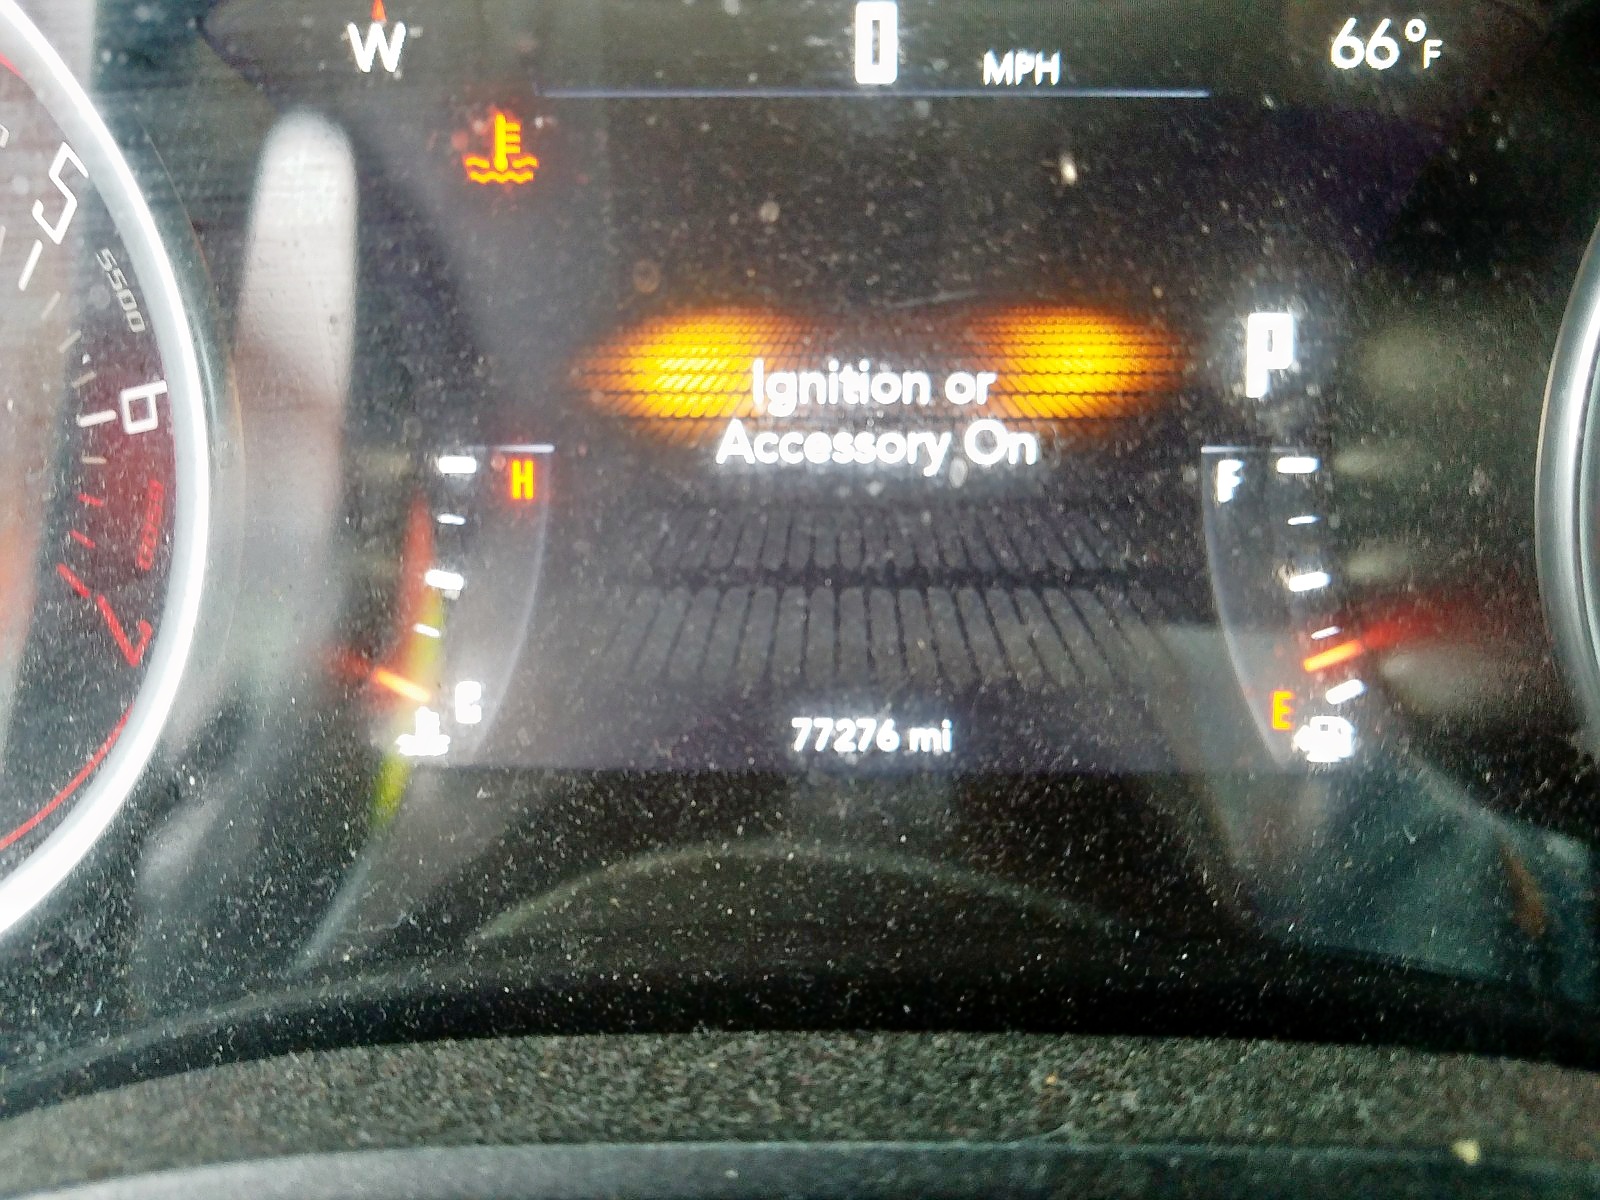 W
0 MPH
66°F
5
5500
6
7
P
Ignition or
Accessory On
H
F
C
E
77276 mi